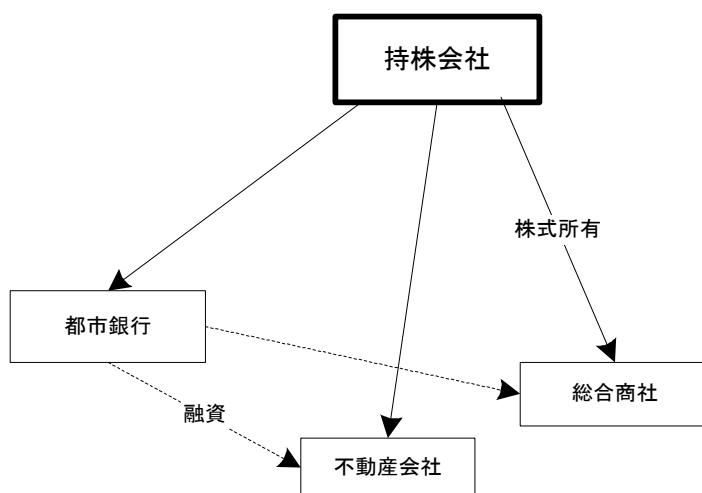 持株会社
株式所有
都市銀行
総合商社
融資
不動産会社